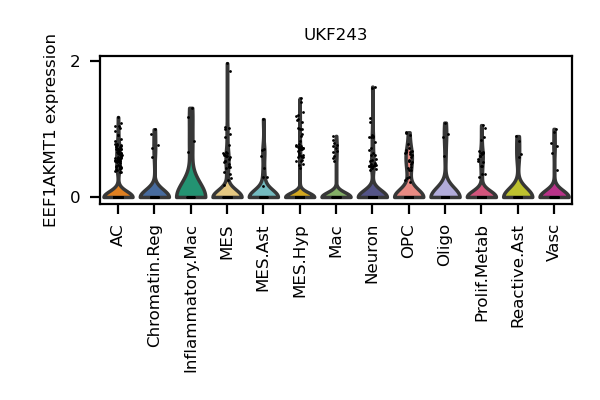 UKF243
EEF1AKMT1 expression
2
0
AC
Chromatin.Reg
Inflammatory.Mac
MES
MES.Ast
MES.Hyp
Mac
Neuron
OPC
Oligo
Prolif.Metab
Reactive.Ast
Vasc